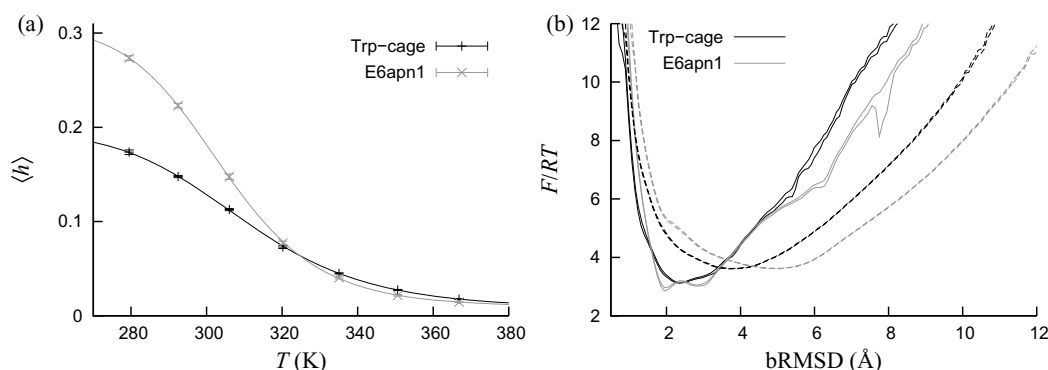 (a)
0.3
0.2
0.1
0
⟨h⟩
Trp−cage
E6apn1
280 300 320 340 360 380
T (K)
(b)
12
10
8
6
4
2
F/RT
Trp−cage
E6apn1
2 4 6 8 10 12
bRMSD (Å)